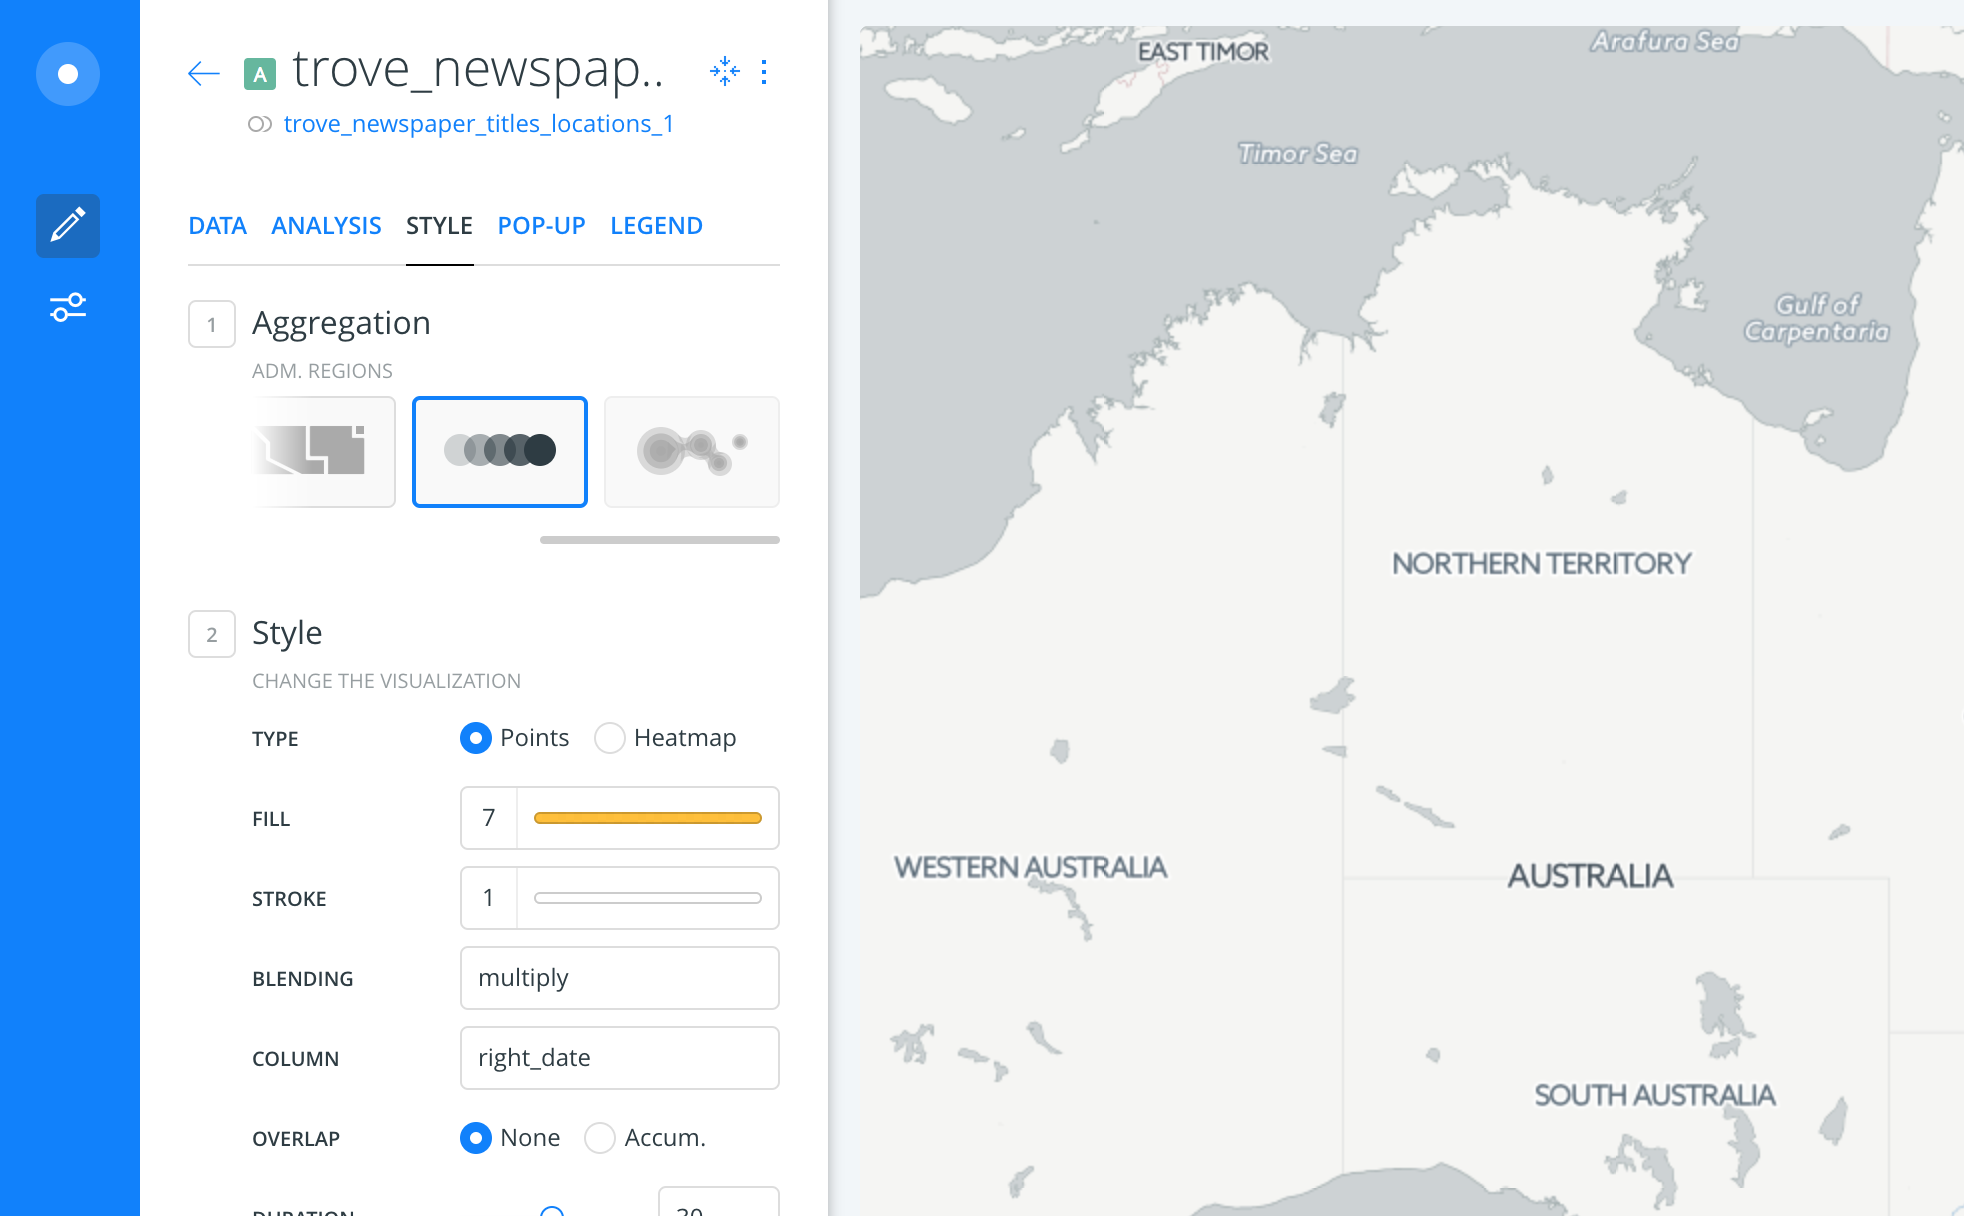 A trove_newspap..
trove_newspaper_titles_locations_1
DATA ANALYSIS STYLE POP-UP LEGEND
1 Aggregation
ADM. REGIONS
2 Style
CHANGE THE VISUALIZATION
TYPE Points Heatmap
FILL 7
STROKE 1
BLENDING multiply
COLUMN right_date
OVERLAP None Accum.
DURATION 30
EAST TIMOR
Arafura Sea
Timor Sea
Gulf of
Carpentaria
NORTHERN TERRITORY
WESTERN AUSTRALIA
AUSTRALIA
SOUTH AUSTRALIA